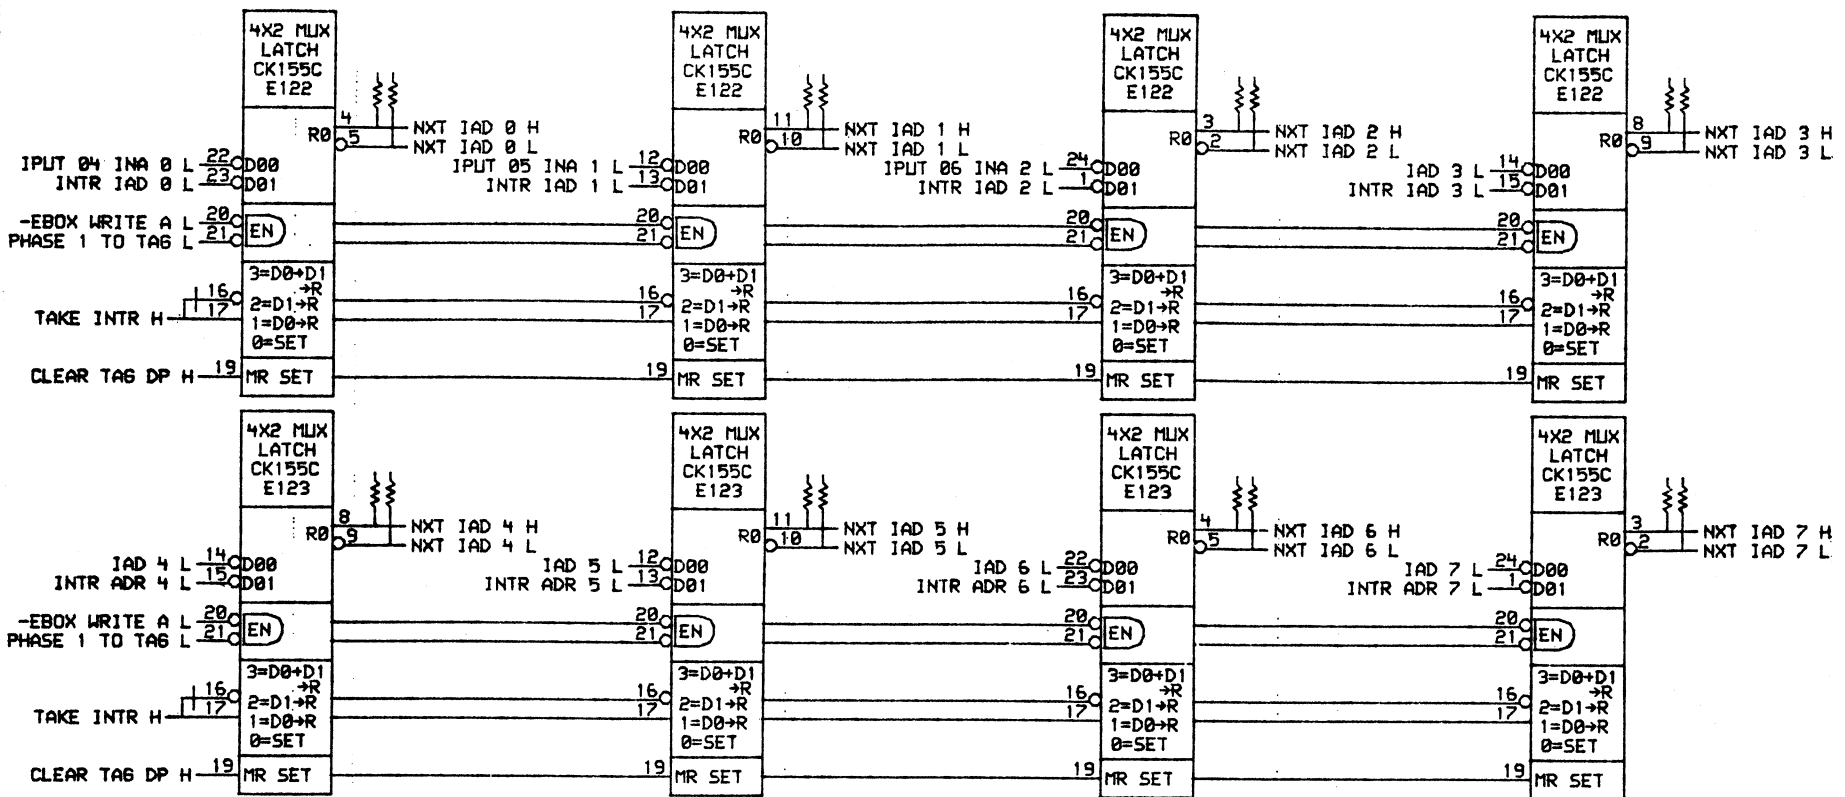 4X2 MUX
LATCH
CK155C
E122
R0
4
5
NXT IAD 0 H
NXT IAD 0 L
IPUT 04 INA 0 L 22 D00
INTR IAD 0 L 23 D01
-EBOX WRITE A L 20
PHASE 1 TO TAG L 21
EN
TAKE INTR H
16
17
3=D0+D1
→R
2=D1→R
1=D0→R
0=SET
CLEAR TAG DP H 19 MR SET
4X2 MUX
LATCH
CK155C
E122
R0
11
10
NXT IAD 1 H
NXT IAD 1 L
IPUT 05 INA 1 L 12 D00
INTR IAD 1 L 13 D01
20
21
EN
16
17
3=D0+D1
→R
2=D1→R
1=D0→R
0=SET
19 MR SET
4X2 MUX
LATCH
CK155C
E122
R0
3
2
NXT IAD 2 H
NXT IAD 2 L
IPUT 06 INA 2 L 24 D00
INTR IAD 2 L 1 D01
20
21
EN
16
17
3=D0+D1
→R
2=D1→R
1=D0→R
0=SET
19 MR SET
4X2 MUX
LATCH
CK155C
E122
R0
8
9
NXT IAD 3 H
NXT IAD 3 L
IAD 3 L 14 D00
INTR IAD 3 L 15 D01
20
21
EN
16
17
3=D0+D1
→R
2=D1→R
1=D0→R
0=SET
19 MR SET
4X2 MUX
LATCH
CK155C
E123
R0
8
9
NXT IAD 4 H
NXT IAD 4 L
IAD 4 L 14 D00
INTR ADR 4 L 15 D01
-EBOX WRITE A L 20
PHASE 1 TO TAG L 21
EN
TAKE INTR H
16
17
3=D0+D1
→R
2=D1→R
1=D0→R
0=SET
CLEAR TAG DP H 19 MR SET
4X2 MUX
LATCH
CK155C
E123
R0
11
10
NXT IAD 5 H
NXT IAD 5 L
IAD 5 L 12 D00
INTR ADR 5 L 13 D01
20
21
EN
16
17
3=D0+D1
→R
2=D1→R
1=D0→R
0=SET
19 MR SET
4X2 MUX
LATCH
CK155C
E123
R0
4
5
NXT IAD 6 H
NXT IAD 6 L
IAD 6 L 22 D00
INTR ADR 6 L 23 D01
20
21
EN
16
17
3=D0+D1
→R
2=D1→R
1=D0→R
0=SET
19 MR SET
4X2 MUX
LATCH
CK155C
E123
R0
3
2
NXT IAD 7 H
NXT IAD 7 L
IAD 7 L 24 D00
INTR ADR 7 L 1 D01
20
21
EN
16
17
3=D0+D1
→R
2=D1→R
1=D0→R
0=SET
19 MR SET